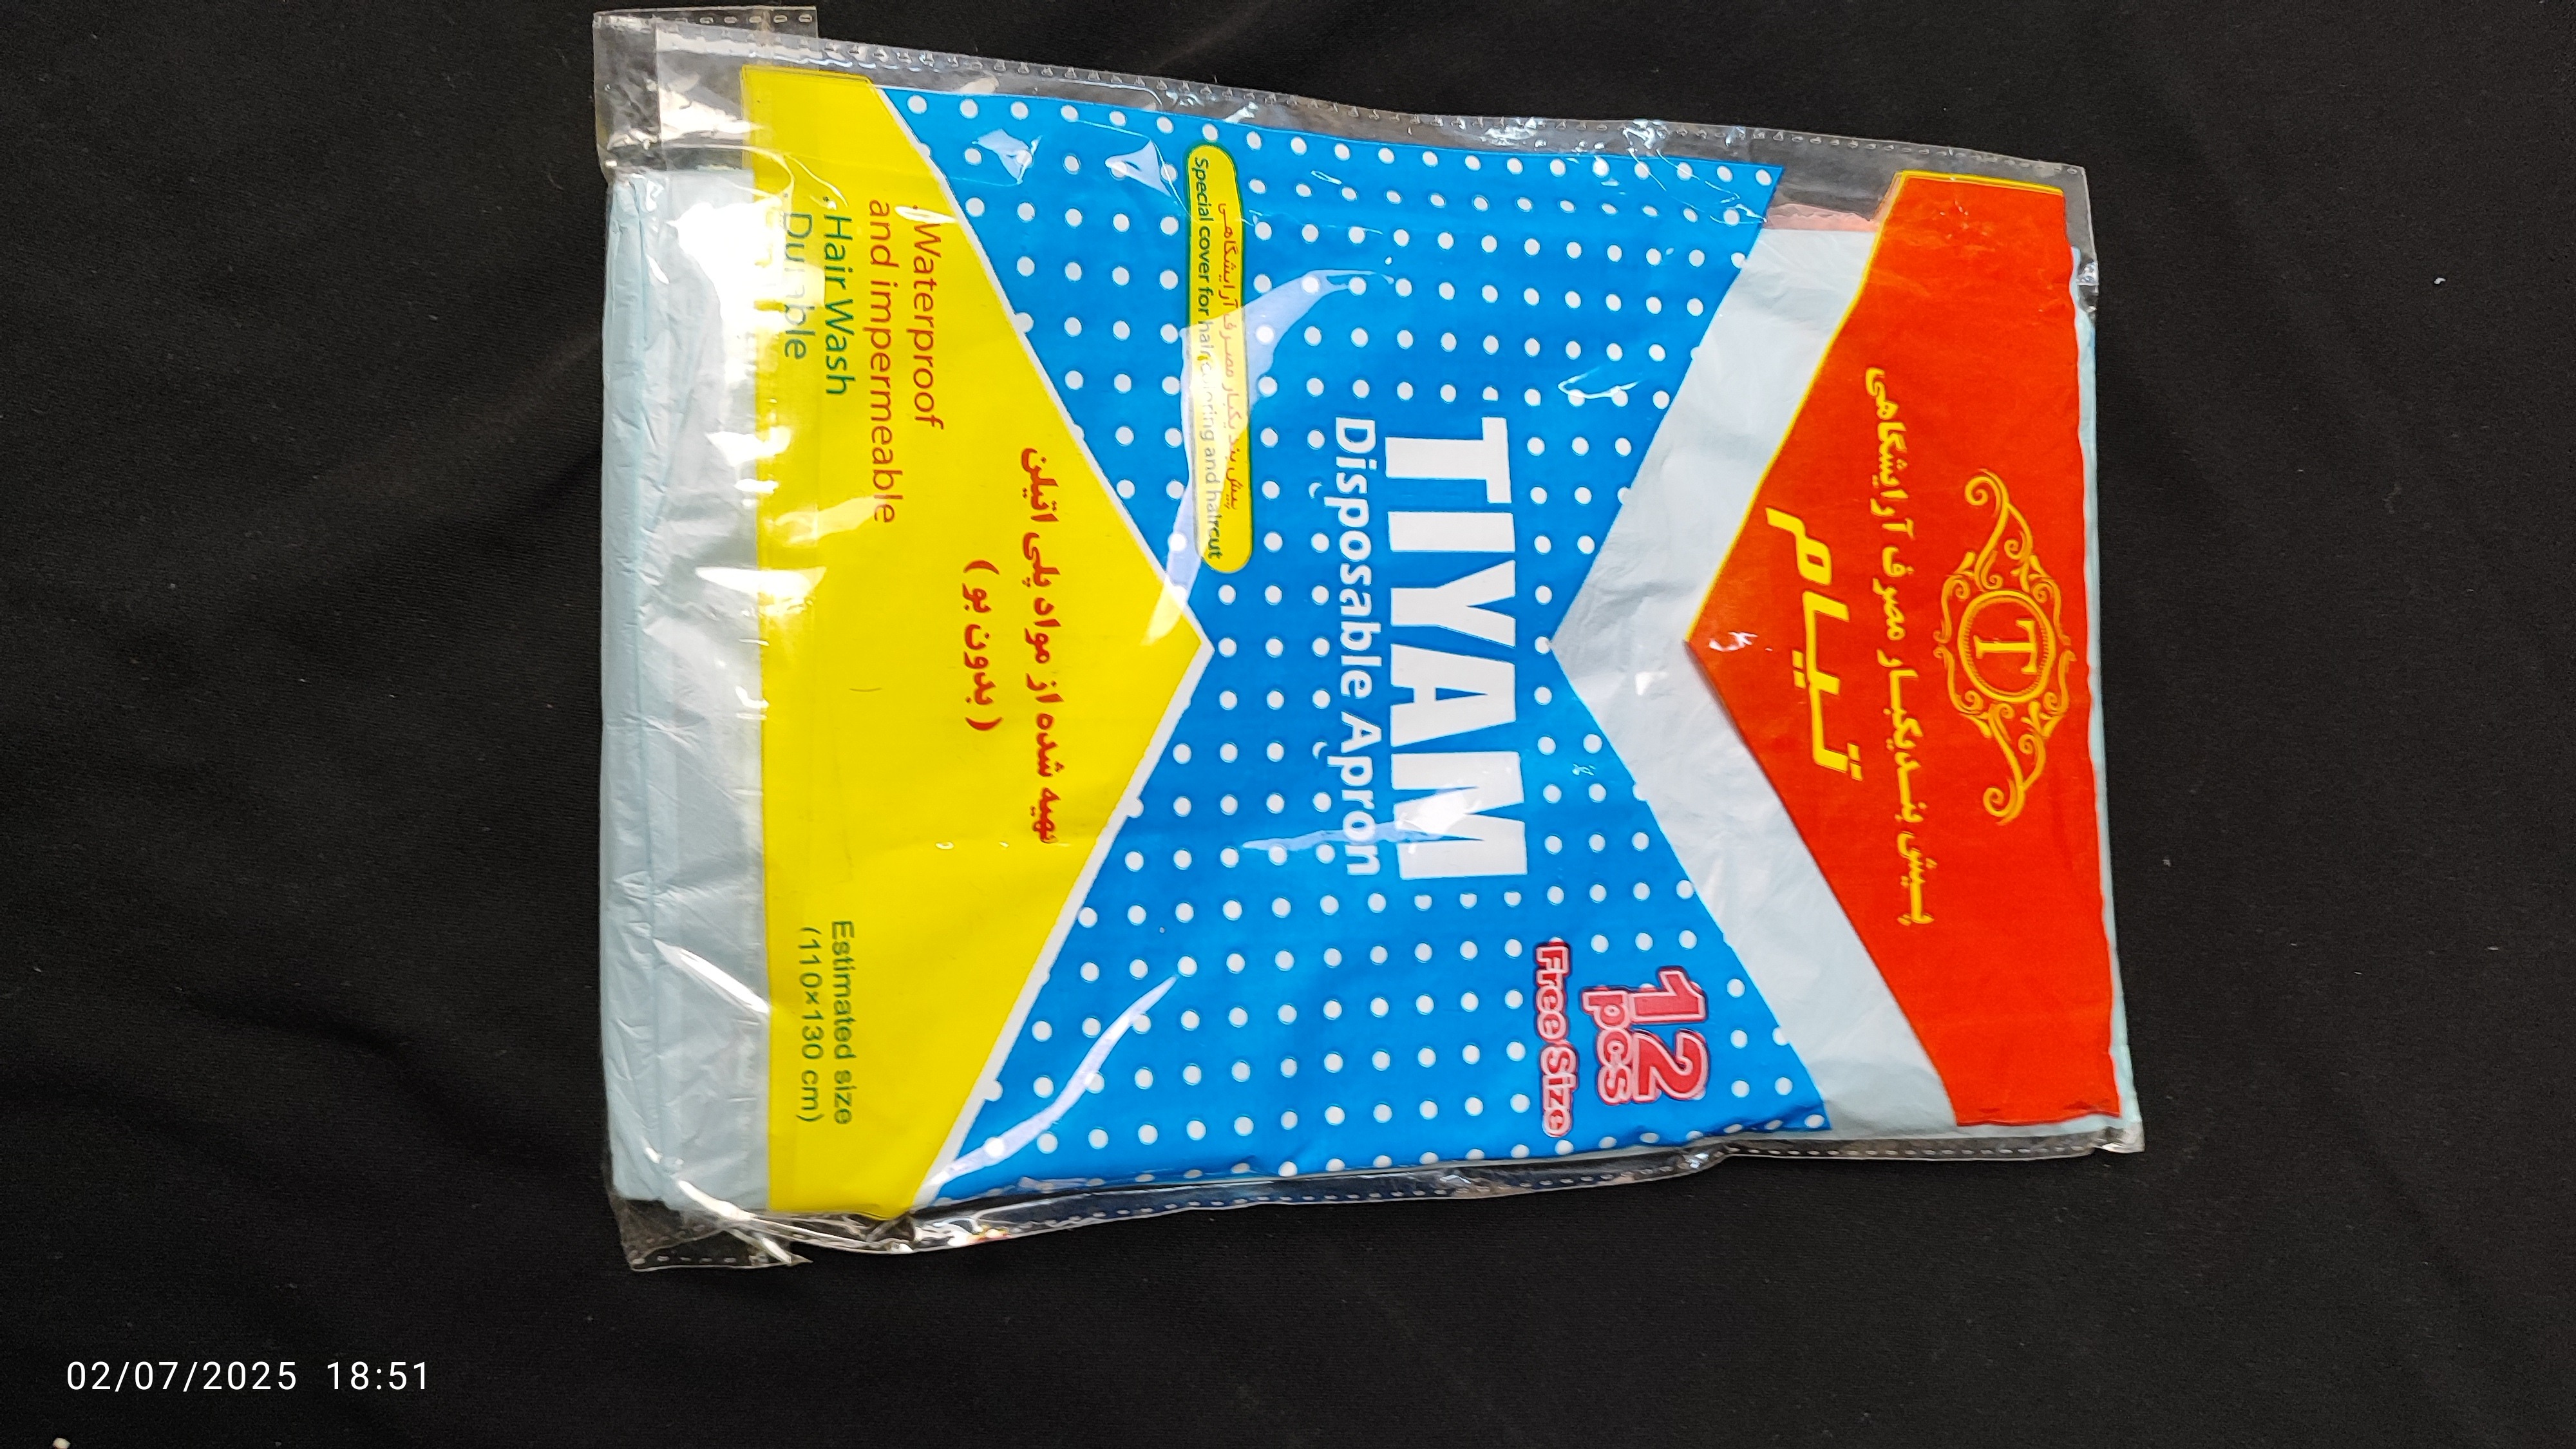 T
پیش بند یکبار مصرف آرایشگاهی
تیام
12
pcs
Free Size
TIYAM
Disposable Apron
پیش بند یکبار مصرف آرایشگاهی
Special cover for hair coloring and haircut
تهیه شده از مواد پلی اتیلن
( بدون بو )
. Waterproof
and impermeable
. Hair Wash
Durable
Estimated size
(110×130 cm)
02/07/2025 18:51